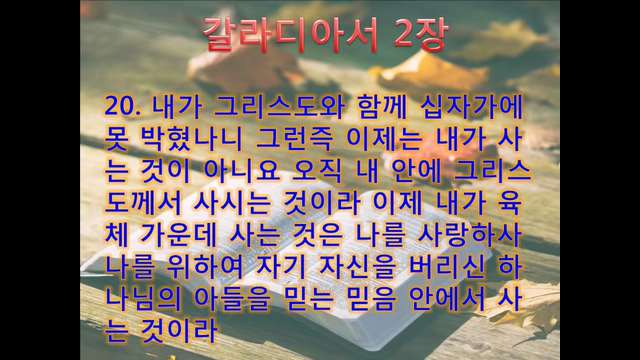 갈라디아서 2장
20. 내가 그리스도와 함께 십자가에
못 박혔나니 그런즉 이제는 내가 사
는 것이 아니요 오직 내 안에 그리스
도께서 사시는 것이라 이제 내가 육
체 가운데 사는 것은 나를 사랑하사
나를 위하여 자기 자신을 버리신 하
나님의 아들을 믿는 믿음 안에서 사
는 것이라